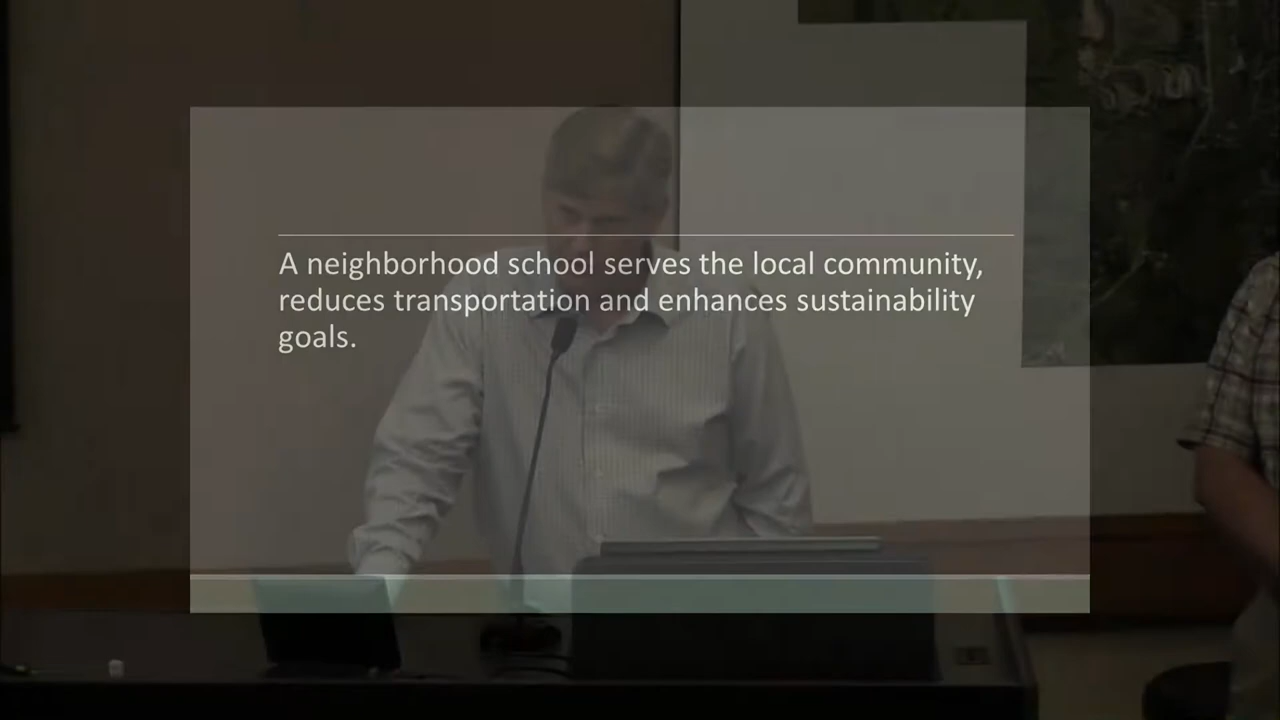 A neighborhood school serves the local community,
reduces transportation and enhances sustainability
goals.